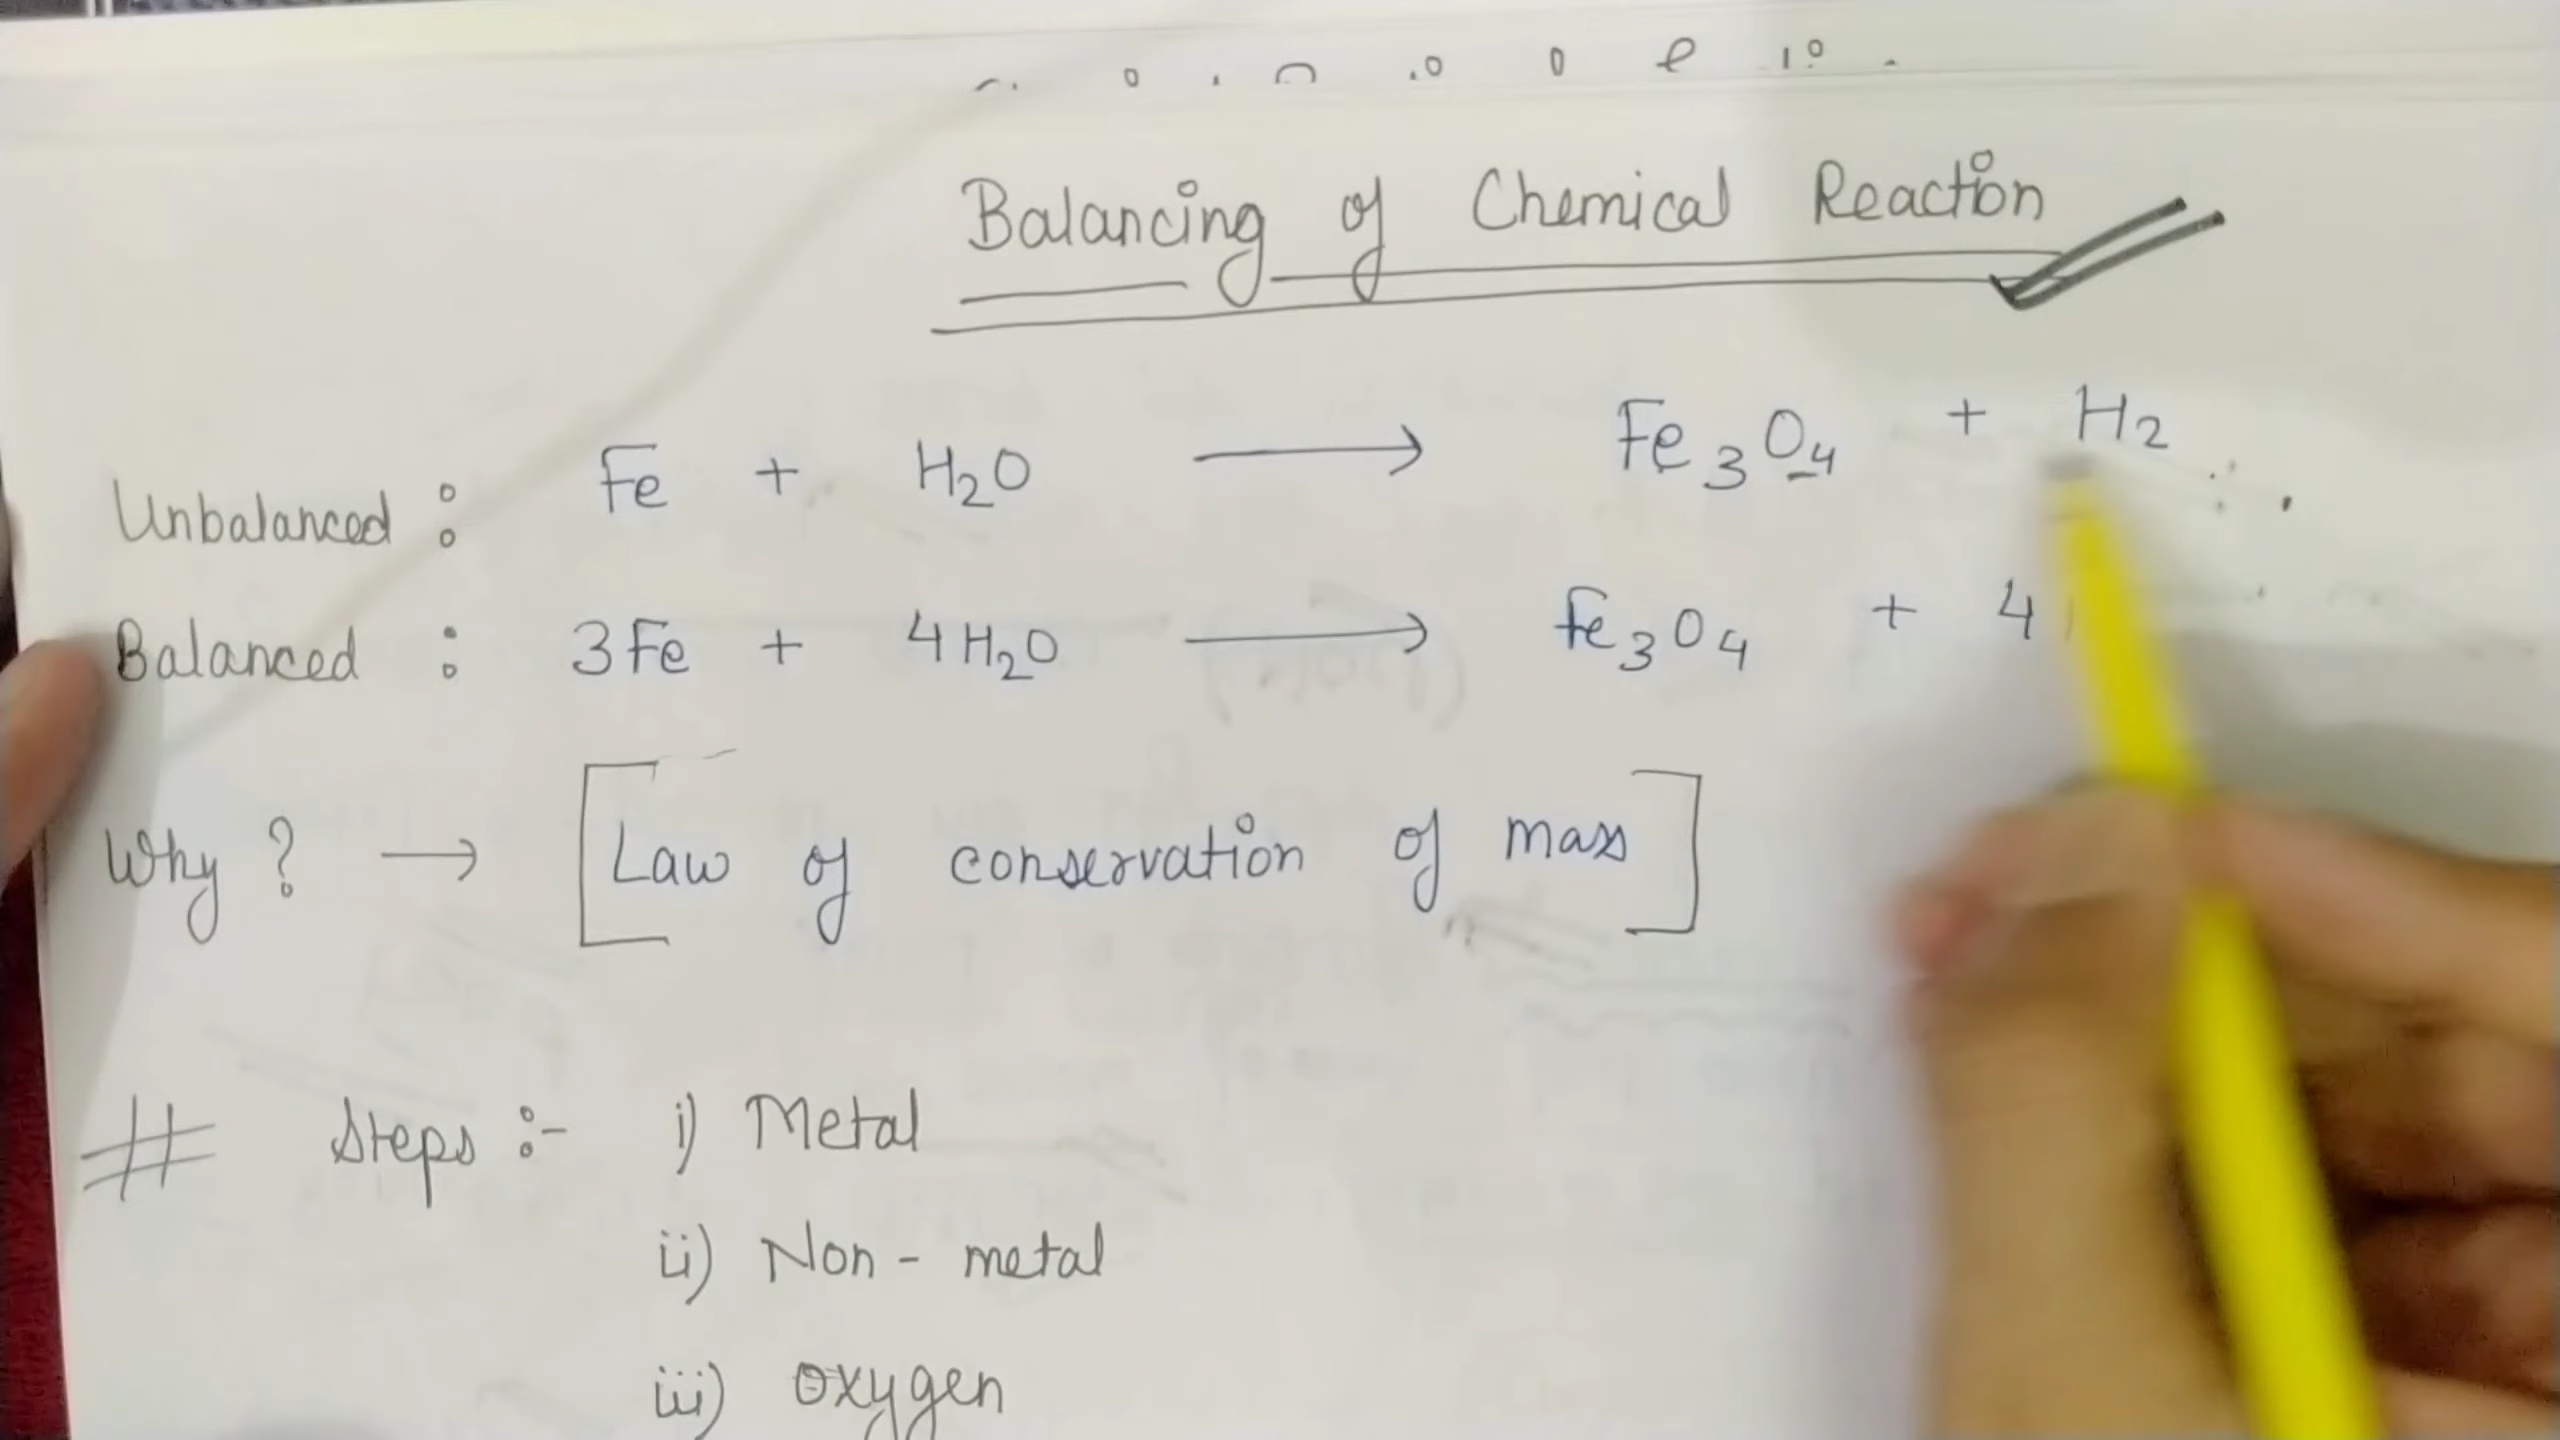 Balancing of Chemical Reaction
Unbalanced : Fe + H₂O ⟶ Fe₃O₄ + H₂
Balanced : 3Fe + 4H₂O ⟶ Fe₃O₄ + 4
Why ? → [Law of conservation of mass]
# Steps :- i) Metal
ii) Non - metal
iii) oxygen